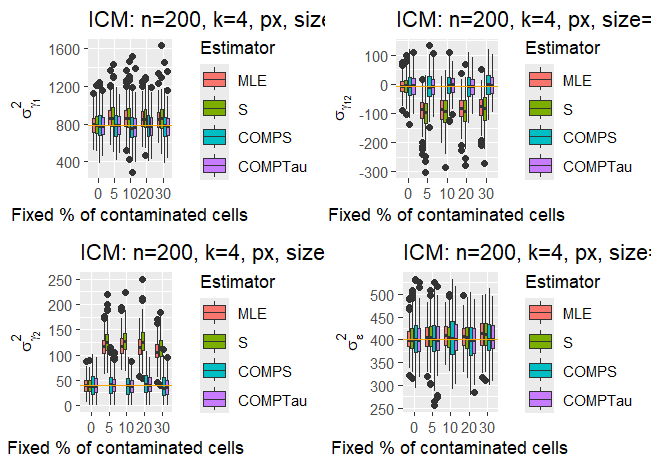 ICM: n=200, k=4, px, size
Estimator
1600
1200
800
400
σ²γ1
MLE
S
COMPS
COMPTau
0 5 10 20 30
Fixed % of contaminated cells
ICM: n=200, k=4, px, size=
Estimator
100
0
-100
-200
-300
σ²γ12
MLE
S
COMPS
COMPTau
0 5 10 20 30
Fixed % of contaminated cells
ICM: n=200, k=4, px, size
Estimator
250
200
150
100
50
0
σ²γ2
MLE
S
COMPS
COMPTau
0 5 10 20 30
Fixed % of contaminated cells
ICM: n=200, k=4, px, size=
Estimator
500
450
400
350
300
250
σ²ε
MLE
S
COMPS
COMPTau
0 5 10 20 30
Fixed % of contaminated cells